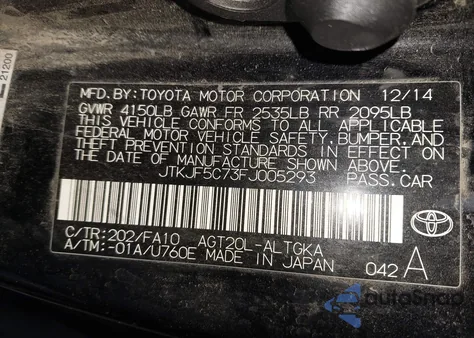 21200
MFD. BY: TOYOTA MOTOR CORPORATION 12/14
GVWR 4150LB GAWR FR 2535LB RR 2095LB
THIS VEHICLE CONFORMS TO ALL APPLICABLE
FEDERAL MOTOR VEHICLE SAFETY, BUMPER, AND
THEFT PREVENTION STANDARDS IN EFFECT ON
THE DATE OF MANUFACTURE SHOWN ABOVE.
JTKJF5C73FJ005293 PASS. CAR
C/TR: 202/FA10 AGT20L-ALTGKA
A/TM: -01A/U760E MADE IN JAPAN 042 A
autoSnap